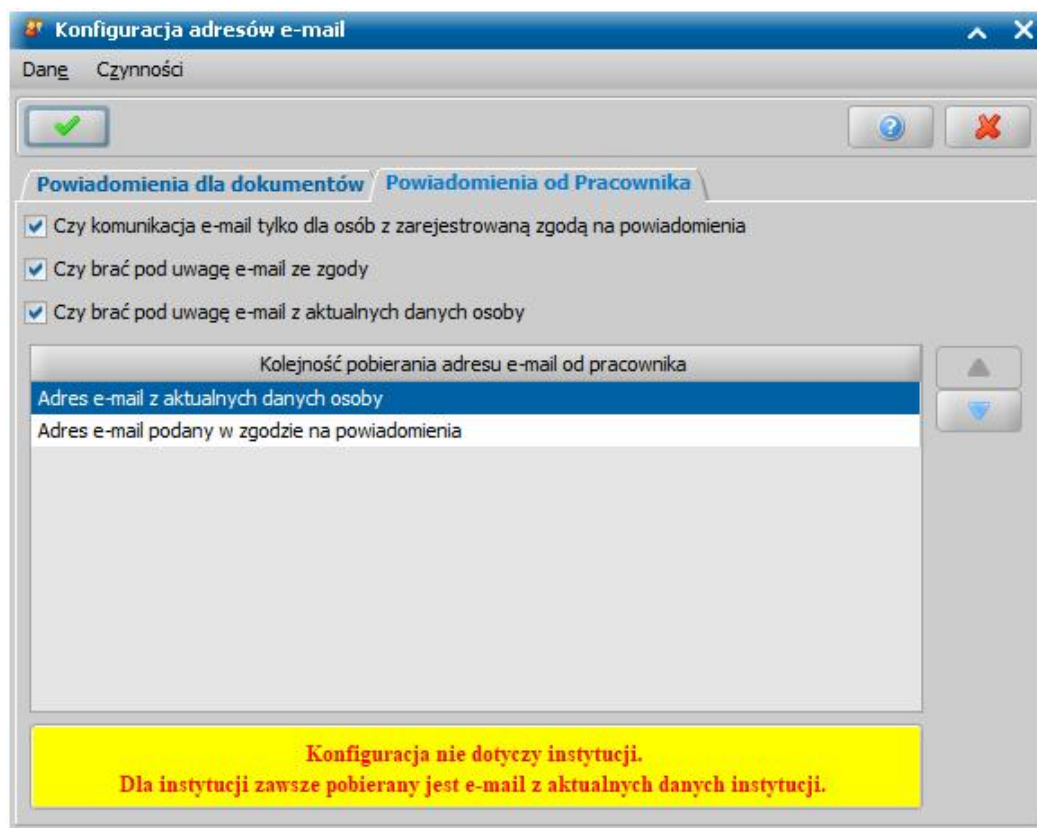 Konfiguracja adresów e-mail
Dane Czynności
Powiadomienia dla dokumentów Powiadomienia od Pracownika
Czy komunikacja e-mail tylko dla osób z zarejestrowaną zgodą na powiadomienia
Czy brać pod uwagę e-mail ze zgody
Czy brać pod uwagę e-mail z aktualnych danych osoby
Kolejność pobierania adresu e-mail od pracownika
Adres e-mail z aktualnych danych osoby
Adres e-mail podany w zgodzie na powiadomienia
Konfiguracja nie dotyczy instytucji.
Dla instytucji zawsze pobierany jest e-mail z aktualnych danych instytucji.